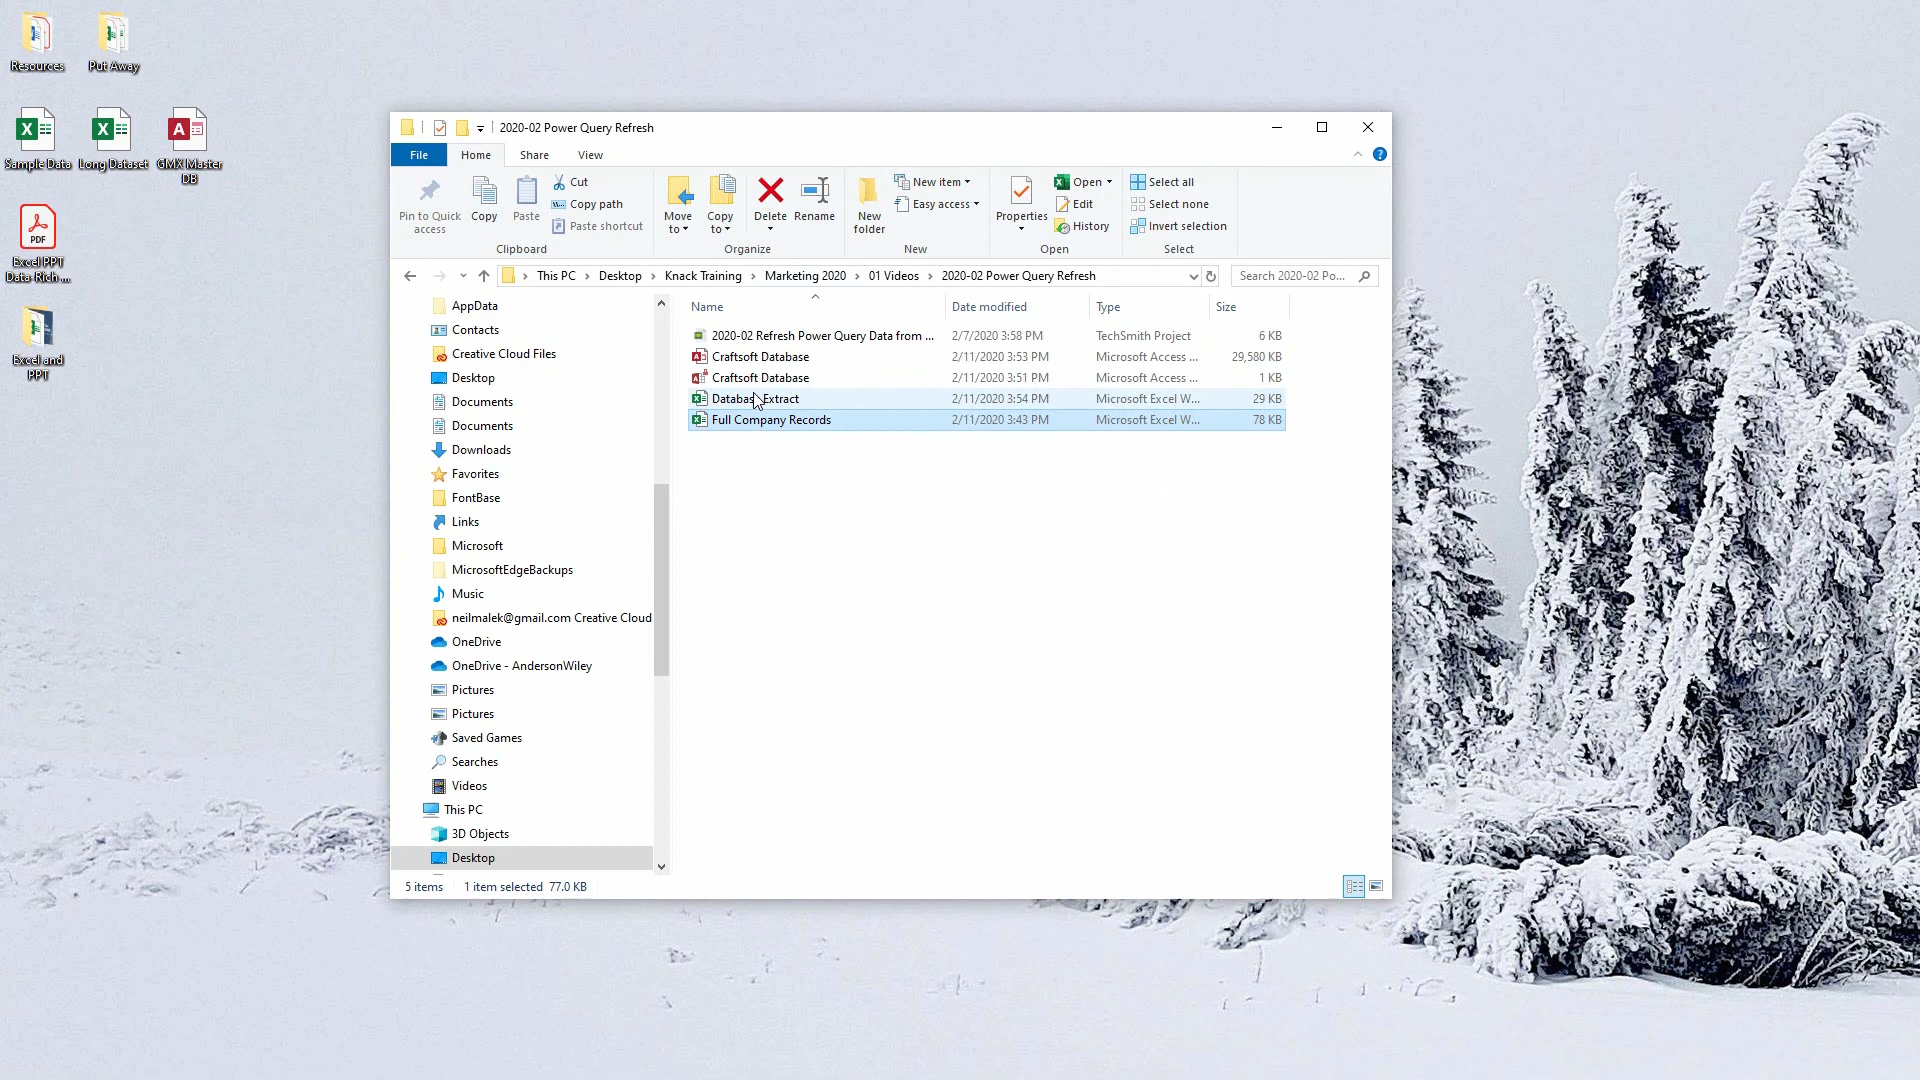 Resources
Put Away
Sample Data
Long Dataset
GMX Master
DB
PDF
Excel PPT
Data-Rich ...
Excel and
PPT
2020-02 Power Query Refresh
File
Home
Share
View
Pin to Quick
access
Copy
Paste
Cut
Copy path
Paste shortcut
Clipboard
Move
to
Copy
to
Delete
Rename
Organize
New
folder
New item
Easy access
New
Properties
Open
Edit
History
Open
Select all
Select none
Invert selection
Select
This PC
Desktop
Knack Training
Marketing 2020
01 Videos
2020-02 Power Query Refresh
Search 2020-02 Po...
AppData
Contacts
Creative Cloud Files
Desktop
Documents
Documents
Downloads
Favorites
FontBase
Links
Microsoft
MicrosoftEdgeBackups
Music
neilmalek@gmail.com Creative Cloud
OneDrive
OneDrive - AndersonWiley
Pictures
Pictures
Saved Games
Searches
Videos
This PC
3D Objects
Desktop
Name Date modified Type Size
2020-02 Refresh Power Query Data from ... 2/7/2020 3:58 PM TechSmith Project 6 KB
Craftsoft Database 2/11/2020 3:53 PM Microsoft Access ... 29,580 KB
Craftsoft Database 2/11/2020 3:51 PM Microsoft Access ... 1 KB
Database Extract 2/11/2020 3:54 PM Microsoft Excel W... 29 KB
Full Company Records 2/11/2020 3:43 PM Microsoft Excel W... 78 KB
5 items 1 item selected 77.0 KB